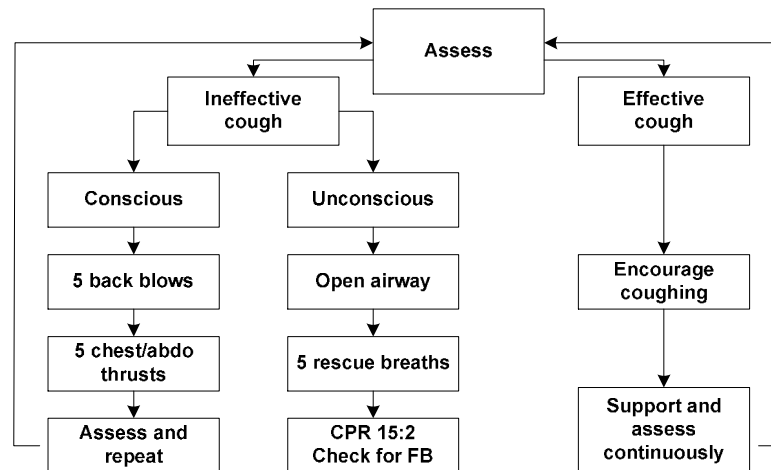 Assess
Ineffective
cough
Effective
cough
Conscious
Unconscious
5 back blows
Open airway
Encourage
coughing
5 chest/abdo
thrusts
5 rescue breaths
Assess and
repeat
CPR 15:2
Check for FB
Support and
assess
continuously